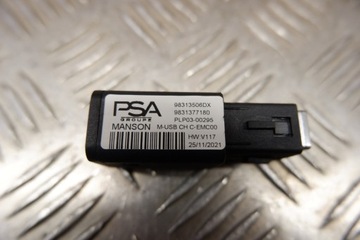 PSA
GROUPE
98313506DX
9831377180
PLP03-00295
MANSON M-USB CH C-EMC00
HW V117
25/11/2021